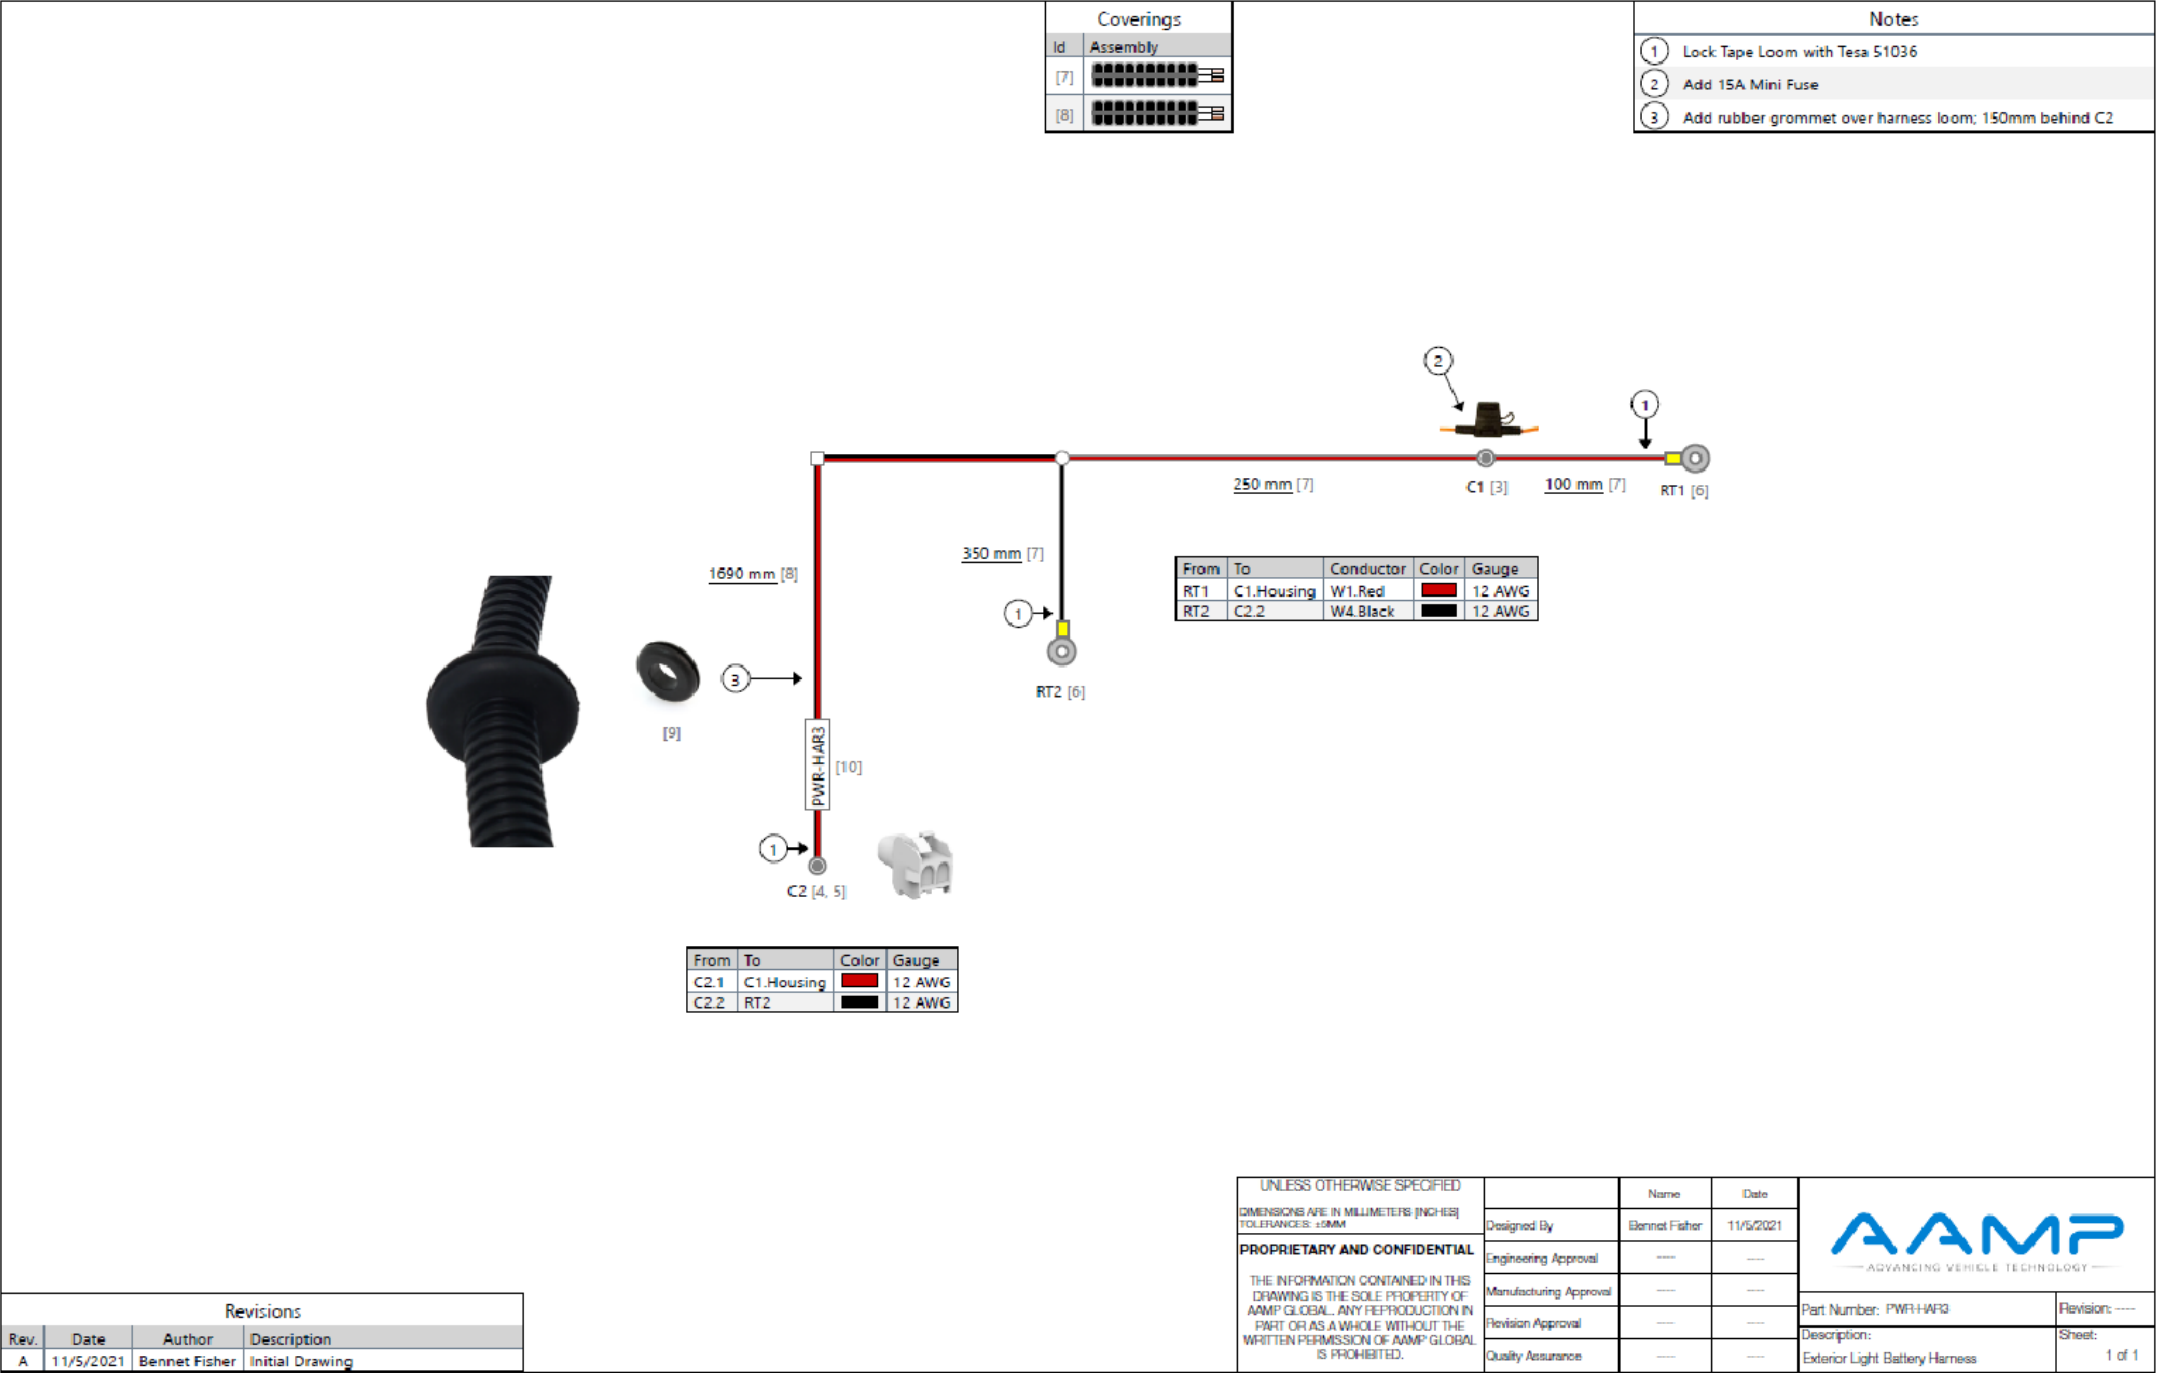 Coverings
Id Assembly
[7]
[8]
Notes
1 Lock Tape Loom with Tesa 51036
2 Add 15A Mini Fuse
3 Add rubber grommet over harness loom; 150mm behind C2
2
1
250 mm [7]
C1 [3]
100 mm [7]
RT1 [6]
350 mm [7]
1690 mm [8]
From To Conductor Color Gauge
RT1 C1.Housing W1.Red 12 AWG
RT2 C2.2 W4.Black 12 AWG
1
3
RT2 [6]
[9]
PWR-HAR3
[10]
1
C2 [4, 5]
From To Color Gauge
C2.1 C1.Housing 12 AWG
C2.2 RT2 12 AWG
UNLESS OTHERWISE SPECIFIED
DIMENSIONS ARE IN MILLIMETERS [INCHES]
TOLERANCES: ±5MM
PROPRIETARY AND CONFIDENTIAL
THE INFORMATION CONTAINED IN THIS
DRAWING IS THE SOLE PROPERTY OF
AAMP GLOBAL. ANY REPRODUCTION IN
PART OR AS A WHOLE WITHOUT THE
WRITTEN PERMISSION OF AAMP GLOBAL
IS PROHIBITED.
Name Date
Designed By Bennet Fisher 11/5/2021
Engineering Approval ---- ----
Manufacturing Approval ---- ----
Revision Approval ---- ----
Quality Assurance ---- ----
AAMP
ADVANCING VEHICLE TECHNOLOGY
Part Number: PWR-HAR3
Revision: ----
Description:
Exterior Light Battery Harness
Sheet:
1 of 1
Revisions
Rev. Date Author Description
A 11/5/2021 Bennet Fisher Initial Drawing